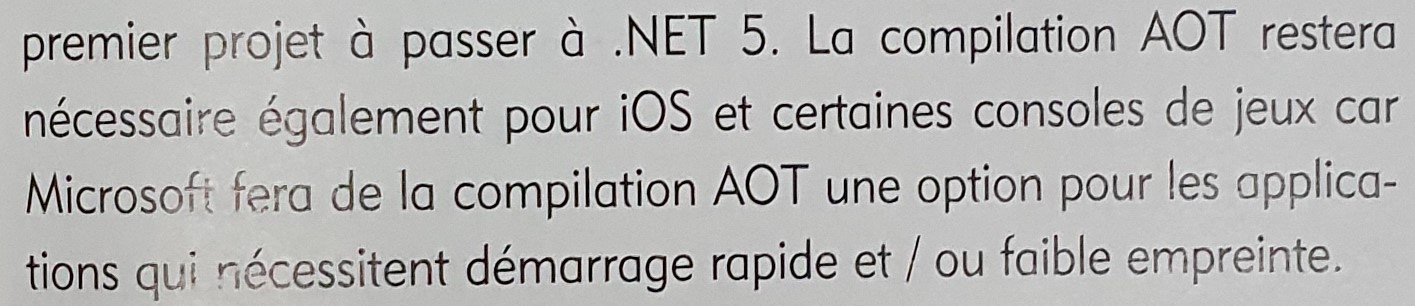 premier projet à passer à .NET 5. La compilation AOT restera
nécessaire également pour iOS et certaines consoles de jeux car
Microsoft fera de la compilation AOT une option pour les applica-
tions qui nécessitent démarrage rapide et / ou faible empreinte.